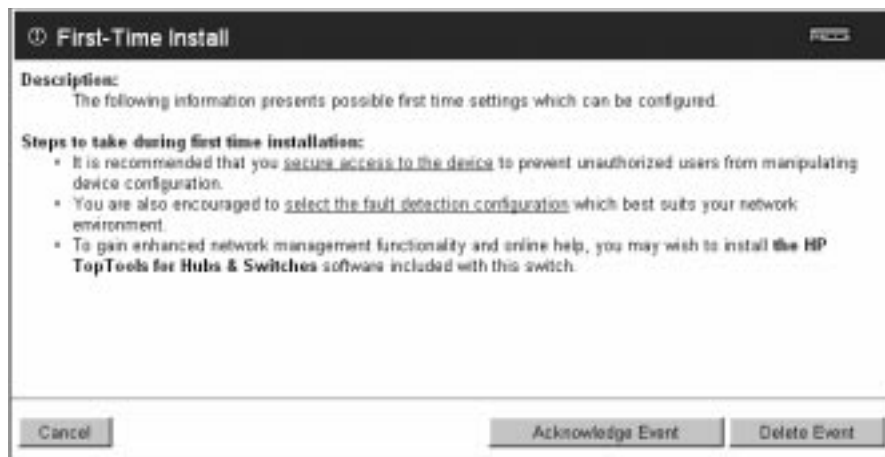 First-Time Install
Description:
The following information presents possible first time settings which can be configured.
Steps to take during first time installation:
• It is recommended that you secure access to the device to prevent unauthorized users from manipulating
device configuration.
• You are also encouraged to select the fault detection configuration which best suits your network
environment.
• To gain enhanced network management functionality and online help, you may wish to install the HP
TopTools for Hubs & Switches software included with this switch.
Cancel
Acknowledge Event
Delete Event